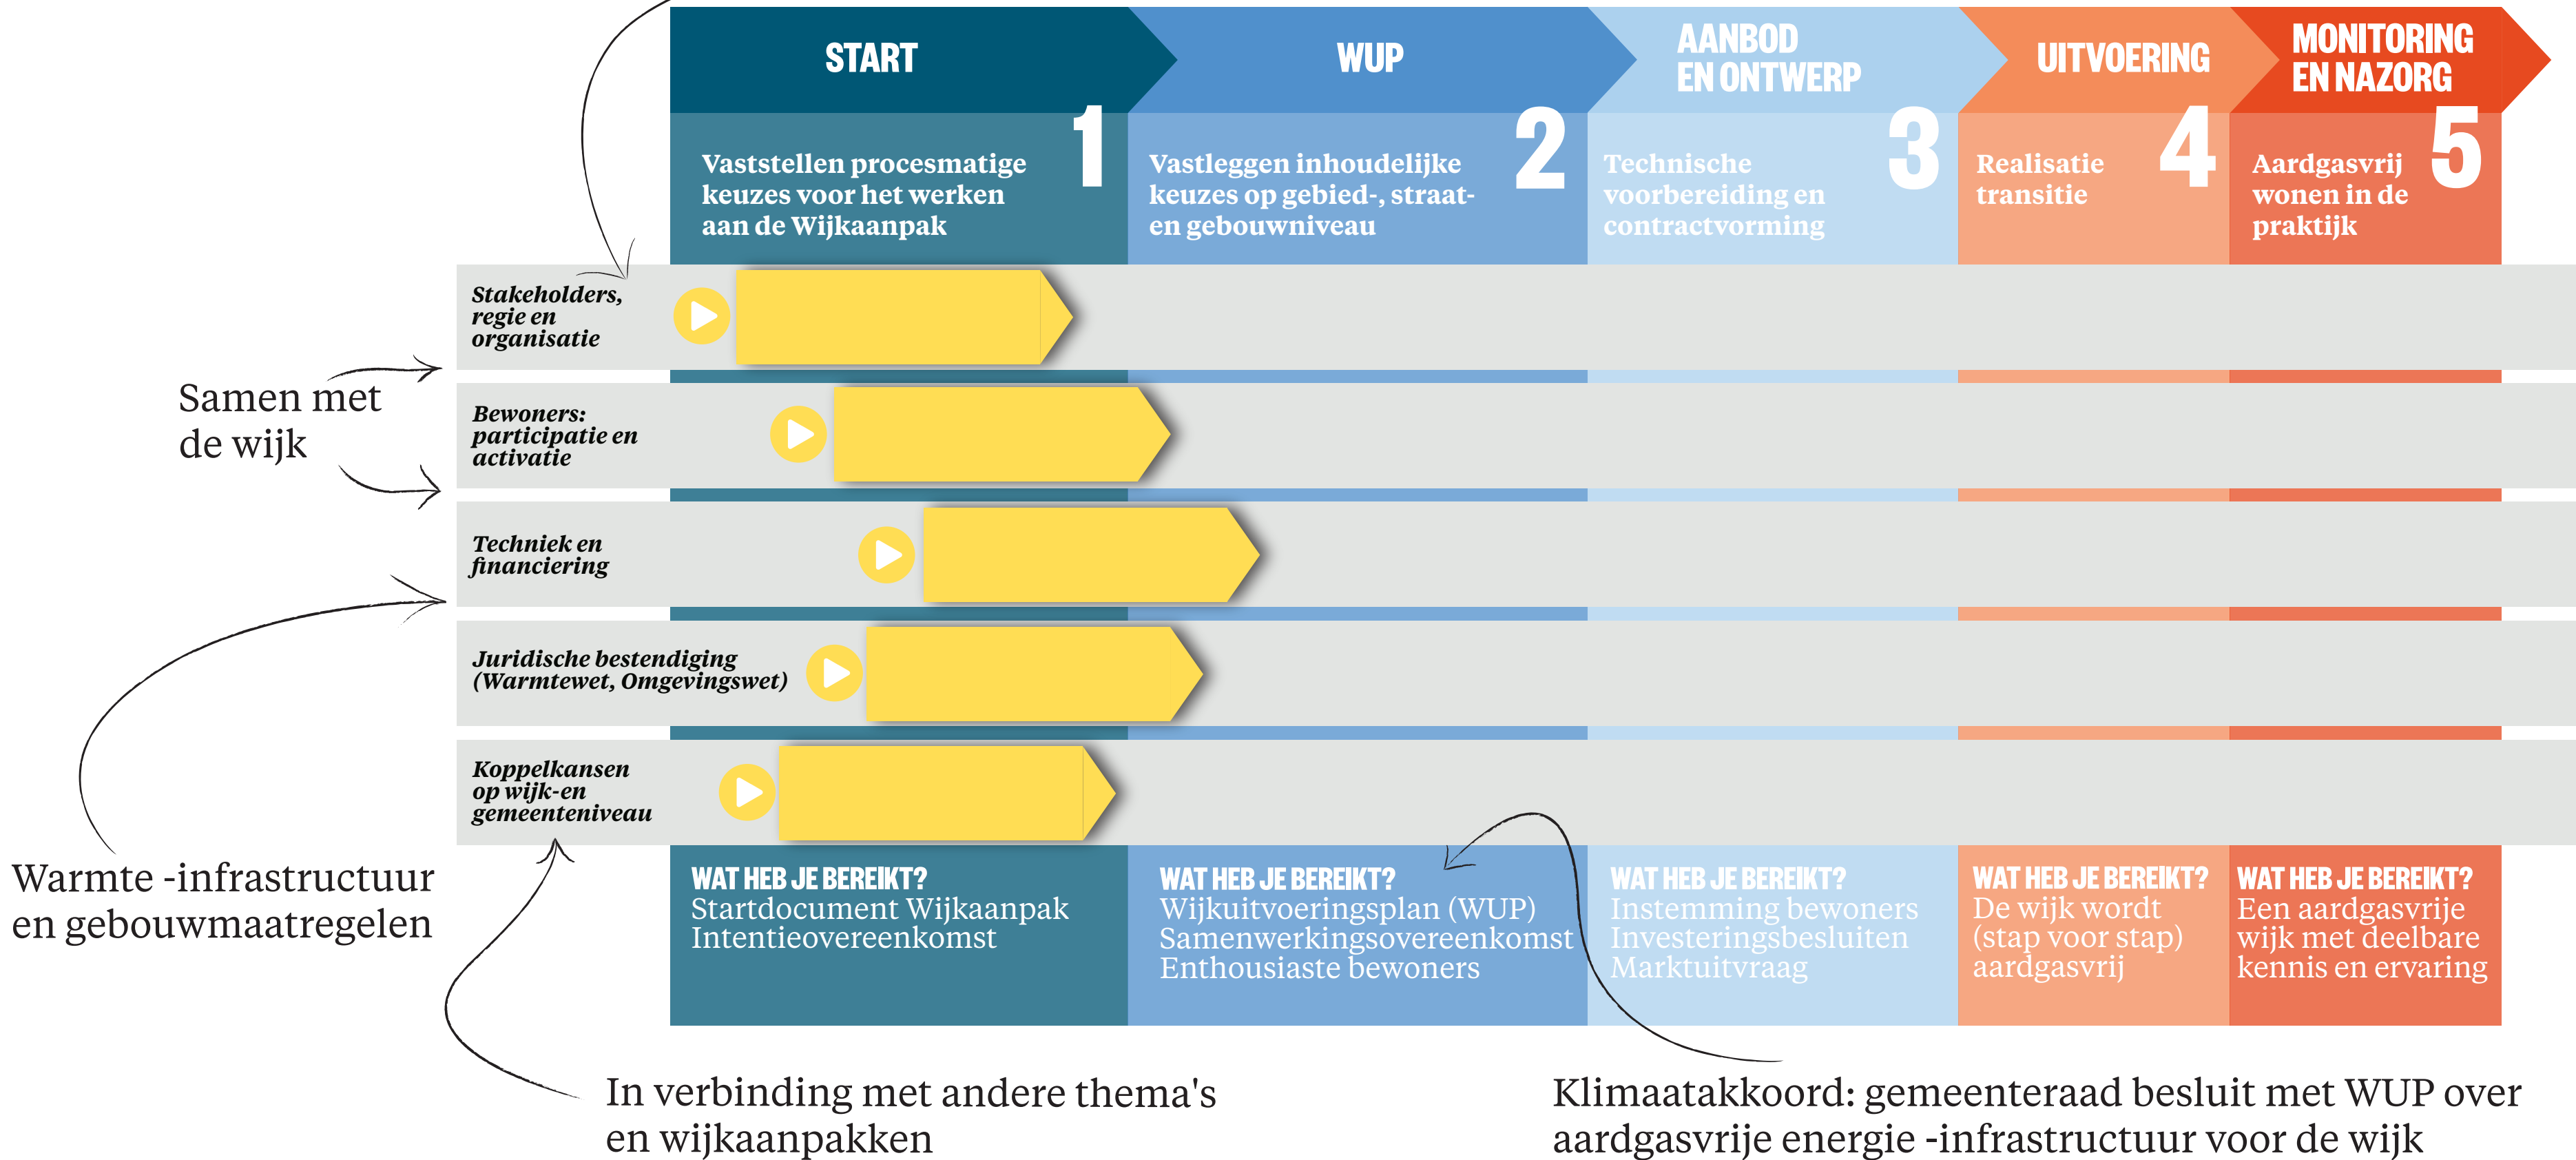 START
WUP
AANBOD
EN ONTWERP
UITVOERING
MONITORING
EN NAZORG
1
Vaststellen procesmatige
keuzes voor het werken
aan de Wijkaanpak
2
Vastleggen inhoudelijke
keuzes op gebied-, straat-
en gebouwniveau
3
Technische
voorbereiding en
contractvorming
4
Realisatie
transitie
5
Aardgasvrij
wonen in de
praktijk
Stakeholders,
regie en
organisatie
Samen met
de wijk
Bewoners:
participatie en
activatie
Techniek en
financiering
Juridische bestendiging
(Warmtewet, Omgevingswet)
Koppelkansen
op wijk-en
gemeenteniveau
Warmte -infrastructuur
en gebouwmaatregelen
WAT HEB JE BEREIKT?
Startdocument Wijkaanpak
Intentieovereenkomst
WAT HEB JE BEREIKT?
Wijkuitvoeringsplan (WUP)
Samenwerkingsovereenkomst
Enthousiaste bewoners
WAT HEB JE BEREIKT?
Instemming bewoners
Investeringsbesluiten
Marktuitvraag
WAT HEB JE BEREIKT?
De wijk wordt
(stap voor stap)
aardgasvrij
WAT HEB JE BEREIKT?
Een aardgasvrije
wijk met deelbare
kennis en ervaring
In verbinding met andere thema's
en wijkaanpakken
Klimaatakkoord: gemeenteraad besluit met WUP over
aardgasvrije energie -infrastructuur voor de wijk